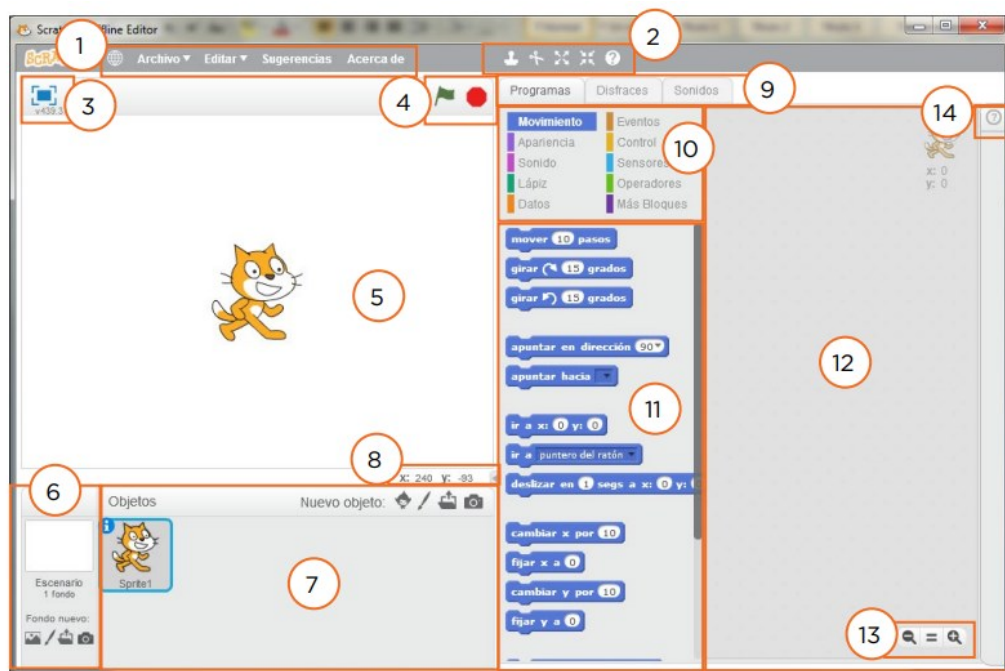 Scratch 2 Offline Editor
1
2
SCRATCH
Archivo Editar Sugerencias Acerca de
3
v439.3
4
Programas Disfraces Sonidos
9
14
Movimiento
Apariencia
Sonido
Lápiz
Datos
Eventos
Control
Sensores
Operadores
Más Bloques
10
x: 0
y: 0
5
mover 10 pasos
girar 15 grados
girar 15 grados
apuntar en dirección 90
apuntar hacia
ir a x: 0 y: 0
ir a puntero del ratón
deslizar en 1 segs a x: 0 y:
cambiar x por 10
fijar x a 0
cambiar y por 10
fijar y a 0
11
12
8
x: 240 y: -93
6
Objetos
Nuevo objeto:
Sprite1
7
Escenario
1 fondo
Fondo nuevo:
13